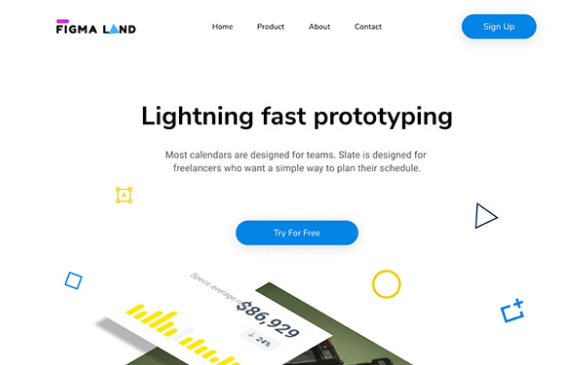 FIGMA LAND
Home
Product
About
Contact
Sign Up
Lightning fast prototyping
Most calendars are designed for teams. Slate is designed for
freelancers who want a simple way to plan their schedule.
A
Try For Free
Specs average
$86,929
24%